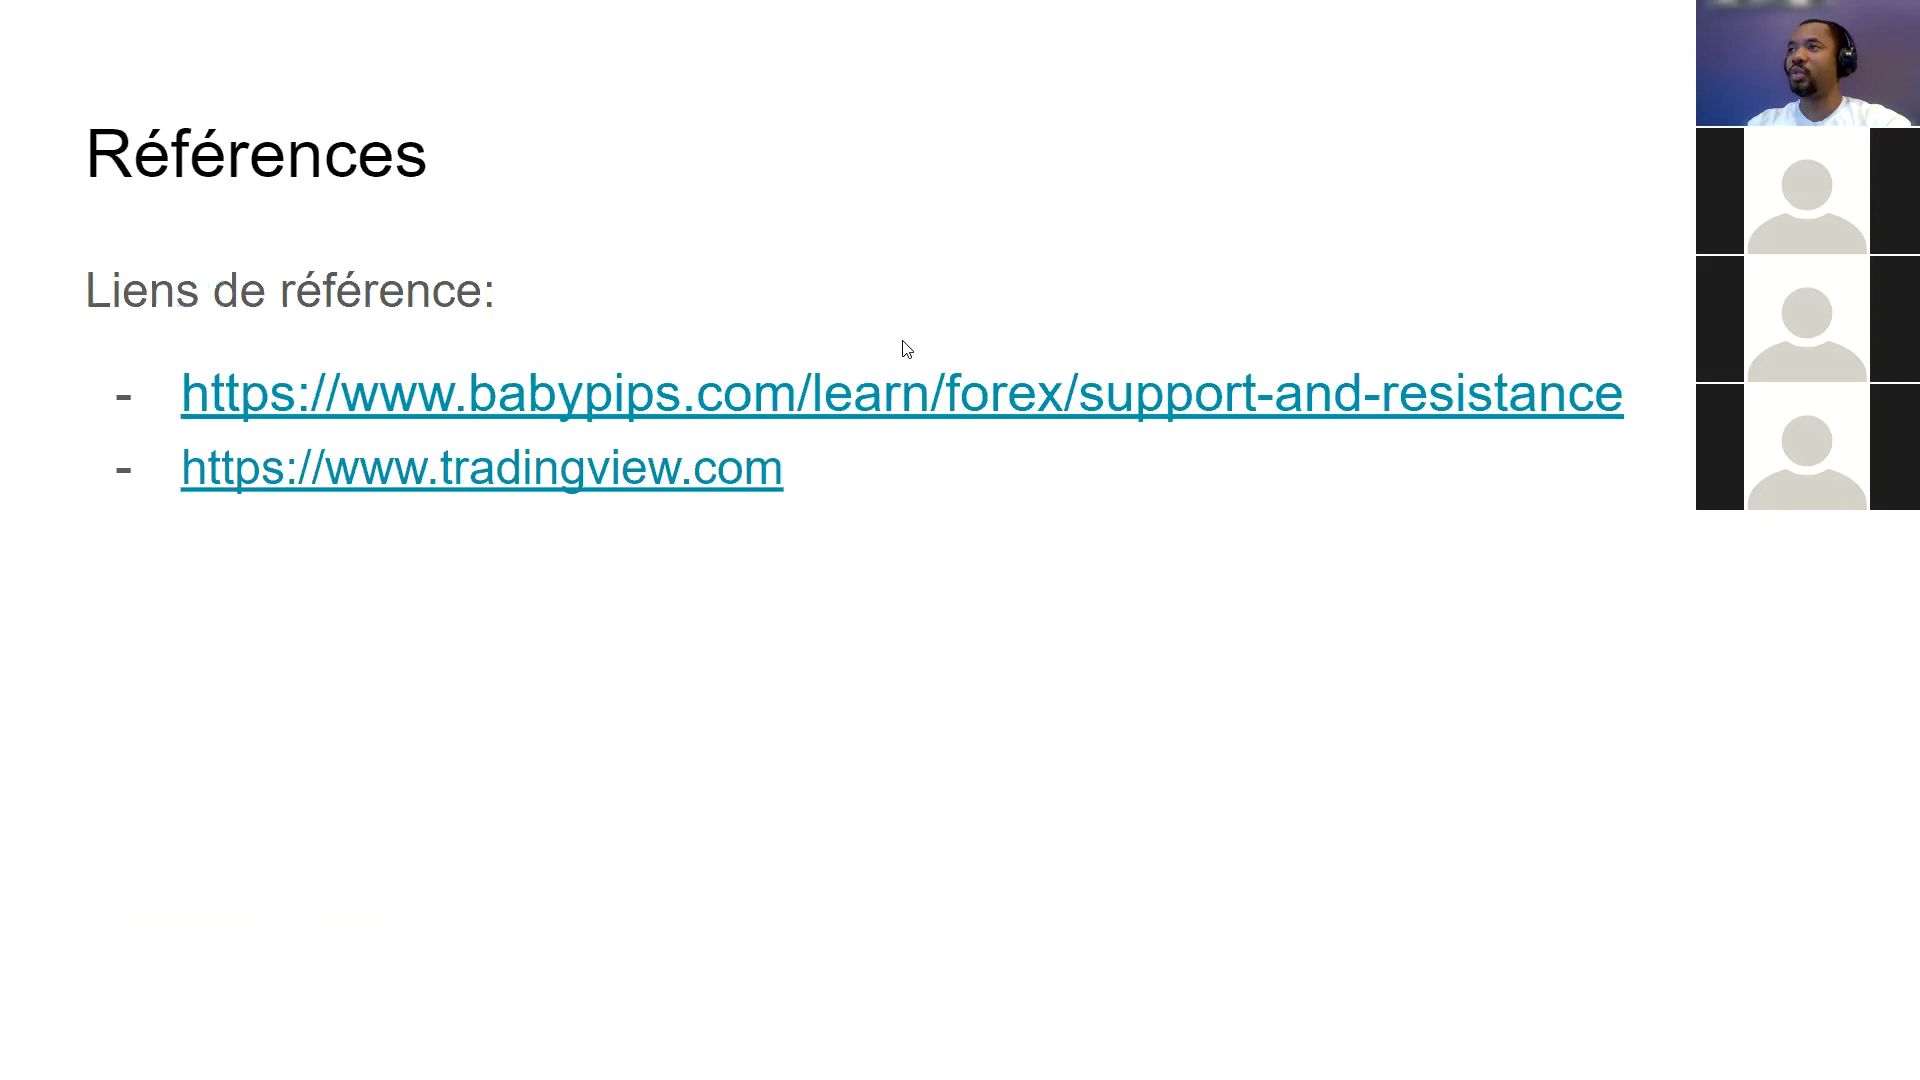 Références
Liens de référence:
- https://www.babypips.com/learn/forex/support-and-resistance
- https://www.tradingview.com